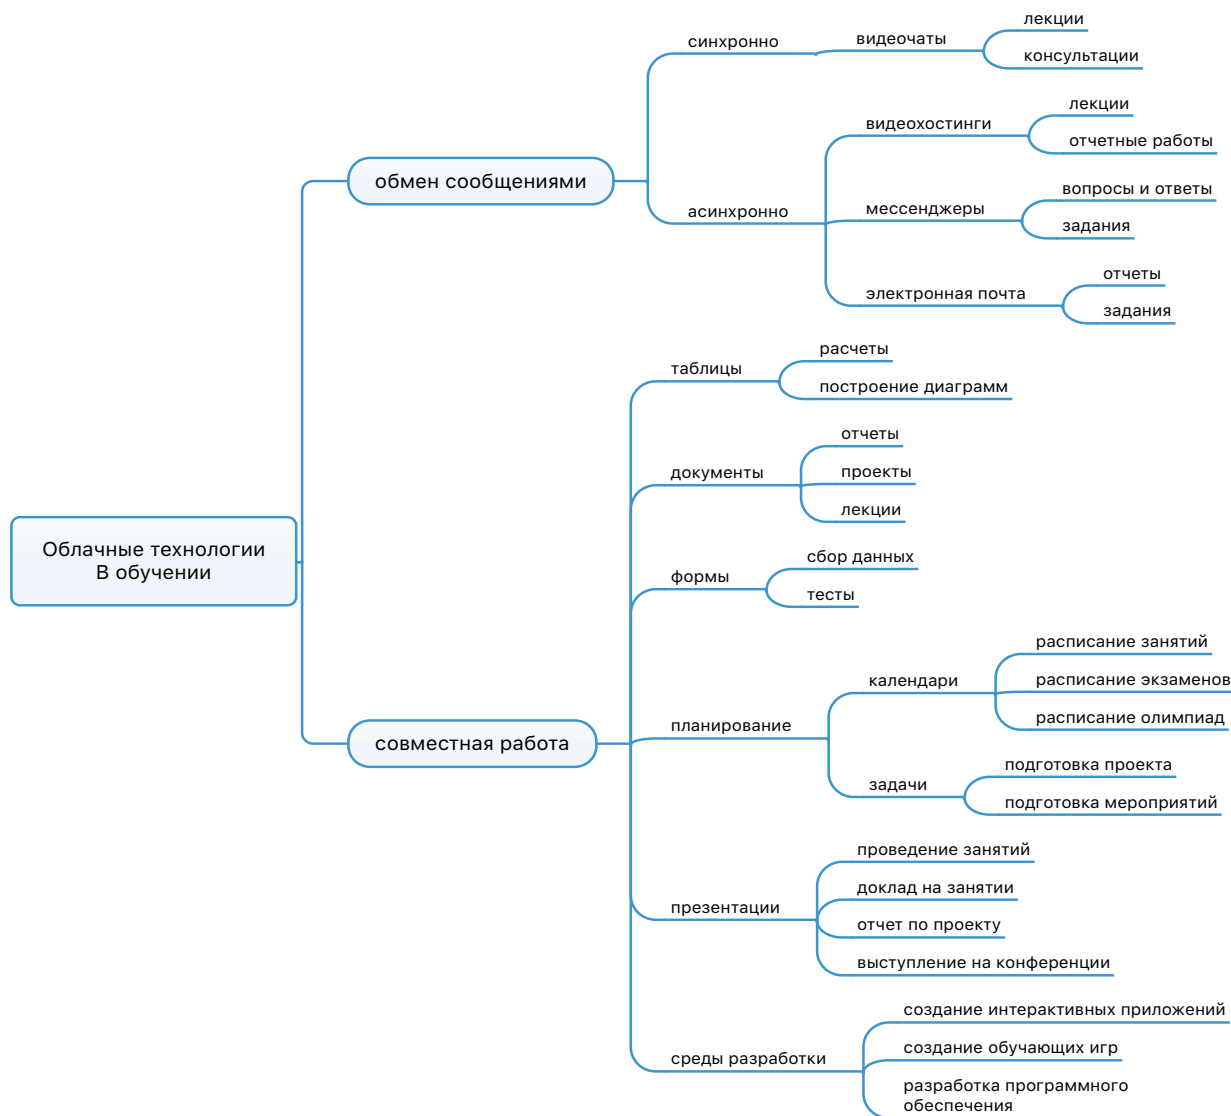 Облачные технологии
В обучении
обмен сообщениями
синхронно
видеочаты
лекции
консультации
асинхронно
видеохостинги
лекции
отчетные работы
мессенджеры
вопросы и ответы
задания
электронная почта
отчеты
задания
совместная работа
таблицы
расчеты
построение диаграмм
документы
отчеты
проекты
лекции
формы
сбор данных
тесты
планирование
календари
расписание занятий
расписание экзаменов
расписание олимпиад
задачи
подготовка проекта
подготовка мероприятий
презентации
проведение занятий
доклад на занятии
отчет по проекту
выступление на конференции
среды разработки
создание интерактивных приложений
создание обучающих игр
разработка программного
обеспечения